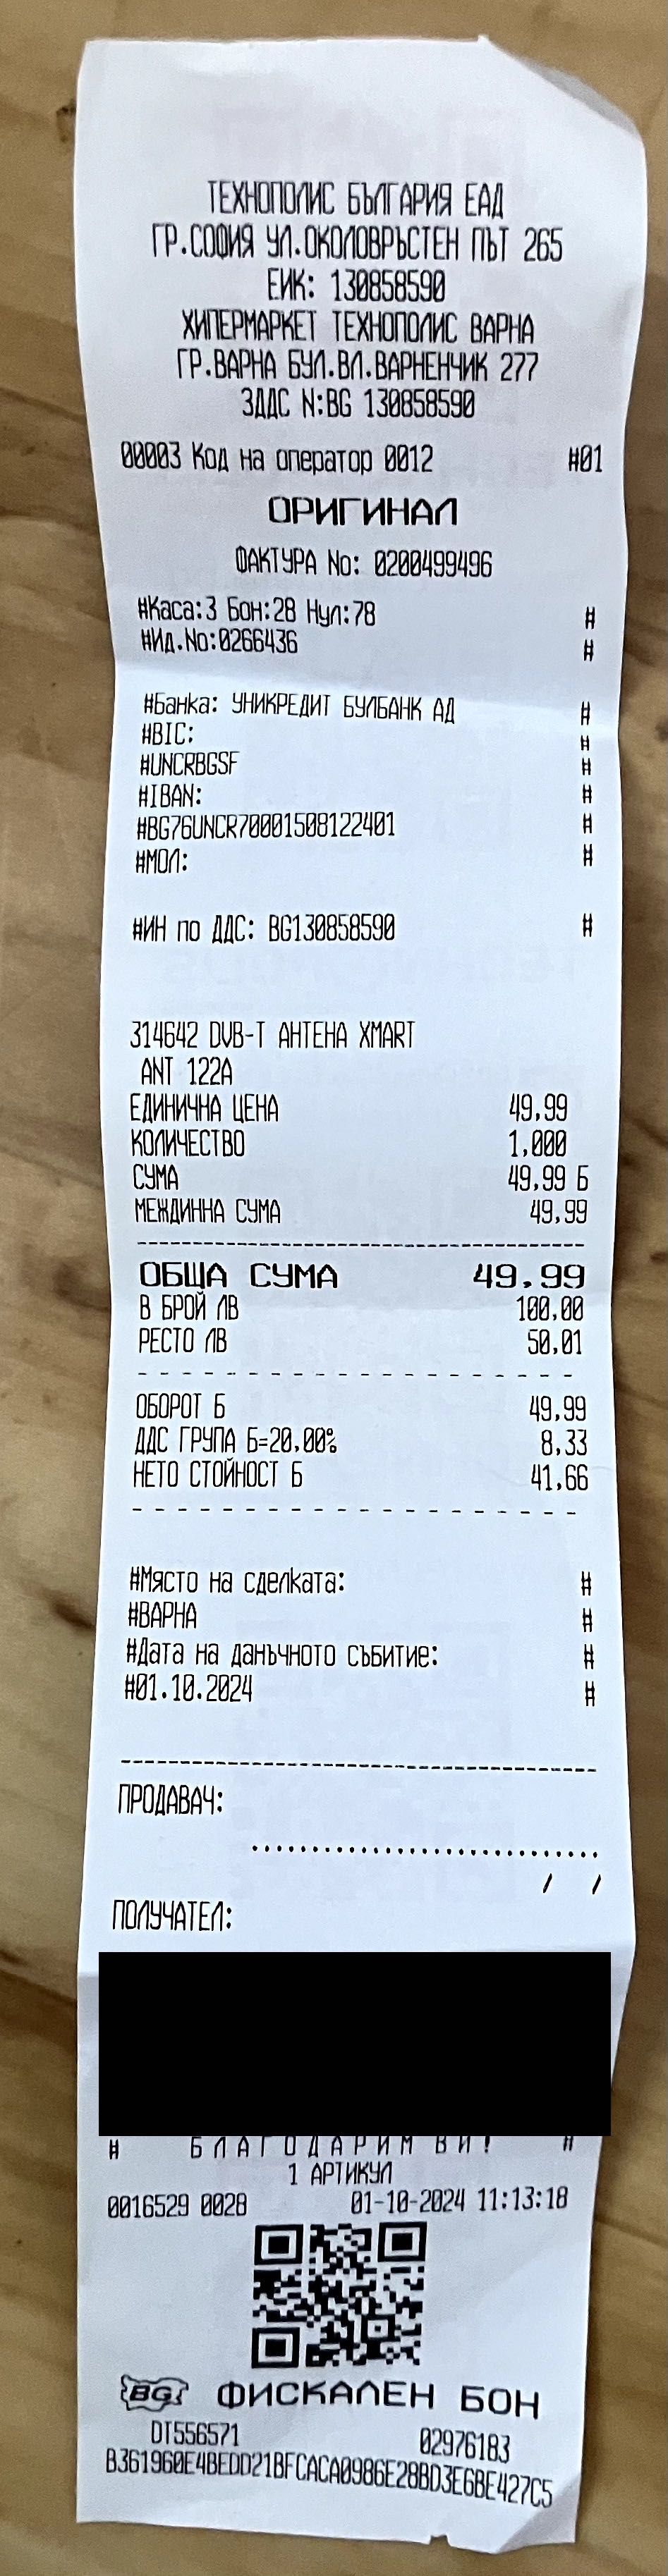 ТЕХНОПОЛИС БЪЛГАРИЯ ЕАД
ГР.СОФИЯ УЛ.ОКОЛОВРЪСТЕН ПЪТ 265
ЕИК: 130858590
ХИПЕРМАРКЕТ ТЕХНОПОЛИС ВАРНА
ГР.ВАРНА БУЛ.ВЛ.ВАРНЕНЧИК 277
ЗДДС N:BG 130858590
00003 Код на оператор 0012 #01
ОРИГИНАЛ
ФАКТУРА No: 0200499496
#Каса:3 Бон:28 Нул:78 #
#Ид.No:0266436 #
#Банка: УНИКРЕДИТ БУЛБАНК АД #
#BIC: #
#UNCRBGSF #
#IBAN: #
#BG76UNCR70001508122401 #
#МОЛ: #
#ИН по ДДС: BG130858590 #
314642 DVB-T АНТЕНА XMART
ANT 122A
ЕДИНИЧНА ЦЕНА 49,99
КОЛИЧЕСТВО 1,000
СУМА 49,99 Б
МЕЖДИННА СУМА 49,99
ОБЩА СУМА 49.99
В БРОЙ ЛВ 100,00
РЕСТО ЛВ 50,01
ОБОРОТ Б 49,99
ДДС ГРУПА Б=20,00% 8,33
НЕТО СТОЙНОСТ Б 41,66
#Място на сделката: #
#ВАРНА #
#Дата на данъчното събитие: #
#01.10.2024 #
ПРОДАВАЧ:
/ /
ПОЛУЧАТЕЛ:
# БЛАГОДАРИМ ВИ! #
1 АРТИКУЛ
0016529 0028 01-10-2024 11:13:18
BG ФИСКАЛЕН БОН
DT556571 02976183
B361960E4BEDD21BFCACA0986E28BD3E6BE427C5